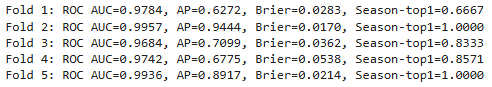 Fold 1: ROC AUC=0.9784, AP=0.6272, Brier=0.0283, Season-top1=0.6667
Fold 2: ROC AUC=0.9957, AP=0.9444, Brier=0.0170, Season-top1=1.0000
Fold 3: ROC AUC=0.9684, AP=0.7099, Brier=0.0362, Season-top1=0.8333
Fold 4: ROC AUC=0.9742, AP=0.6775, Brier=0.0538, Season-top1=0.8571
Fold 5: ROC AUC=0.9936, AP=0.8917, Brier=0.0214, Season-top1=1.0000